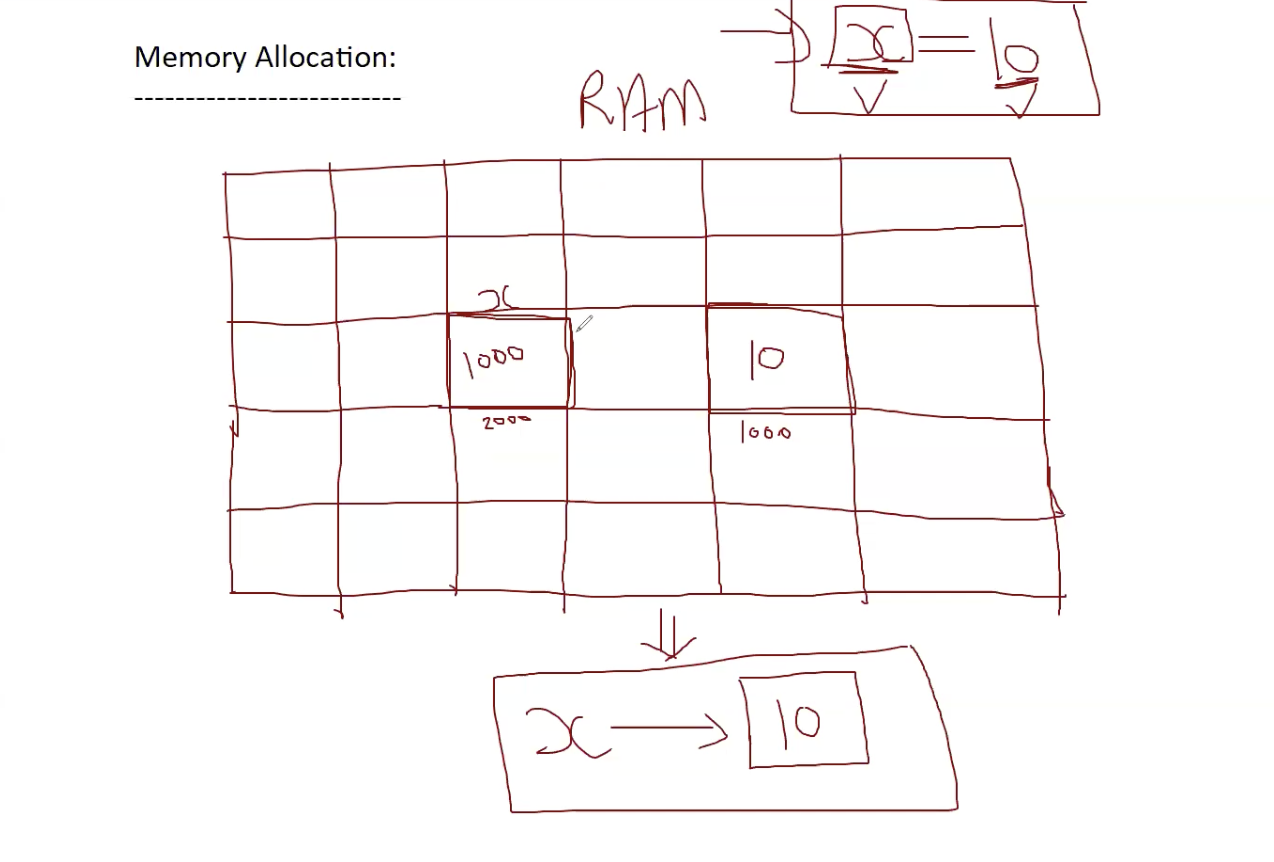 Memory Allocation:
--------------------------
x = 10
RAM
x
1000
10
2000
1000
x → 10